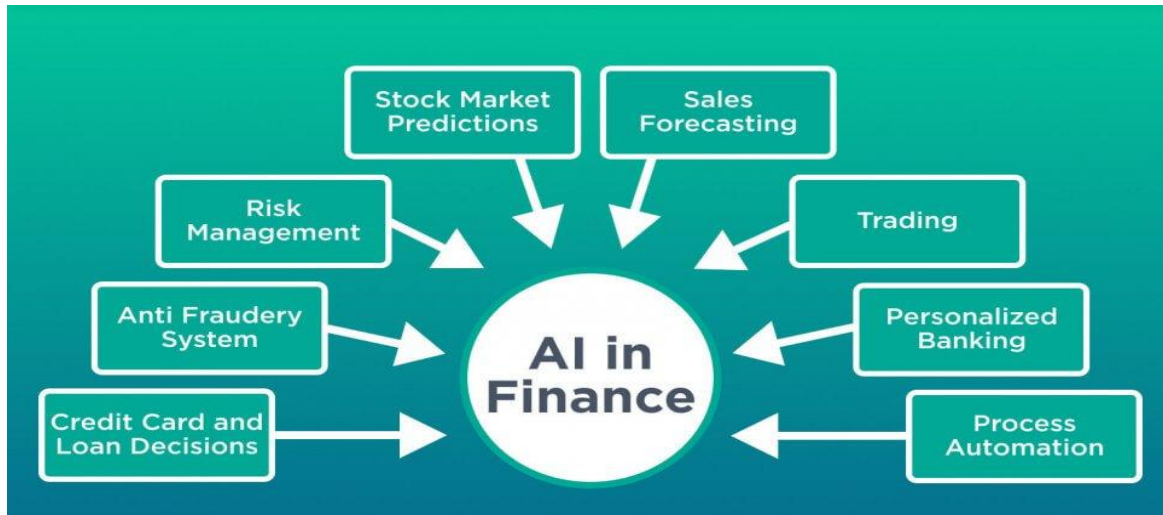 Stock Market
Predictions
Sales
Forecasting
Risk
Management
Trading
Anti Fraudery
System
Personalized
Banking
AI in
Finance
Credit Card and
Loan Decisions
Process
Automation